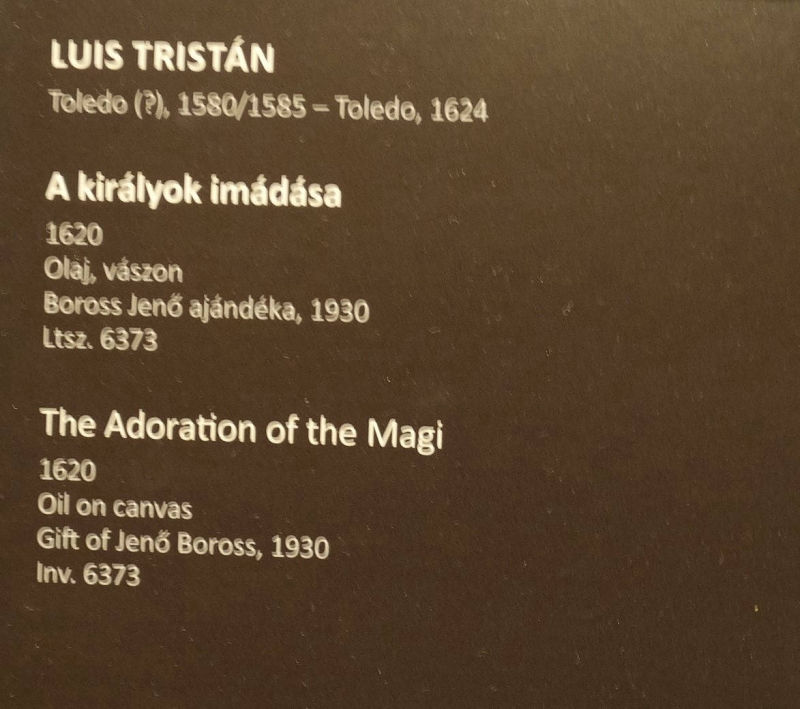 LUIS TRISTÁN
Toledo (?), 1580/1585 – Toledo, 1624
A királyok imádása
1620
Olaj, vászon
Boross Jenő ajándéka, 1930
Ltsz. 6373
The Adoration of the Magi
1620
Oil on canvas
Gift of Jenő Boross, 1930
Inv. 6373